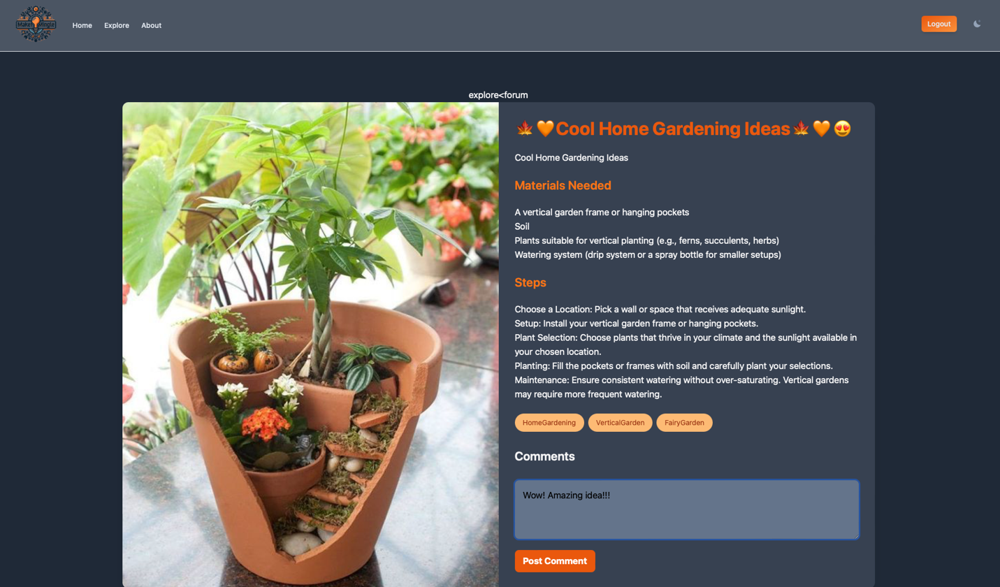 Maker Mingle
Home
Explore
About
Logout
explore<forum
🍁🧡Cool Home Gardening Ideas🍁🧡😍
Cool Home Gardening Ideas
Materials Needed
A vertical garden frame or hanging pockets
Soil
Plants suitable for vertical planting (e.g., ferns, succulents, herbs)
Watering system (drip system or a spray bottle for smaller setups)
Steps
Choose a Location: Pick a wall or space that receives adequate sunlight.
Setup: Install your vertical garden frame or hanging pockets.
Plant Selection: Choose plants that thrive in your climate and the sunlight available in
your chosen location.
Planting: Fill the pockets or frames with soil and carefully plant your selections.
Maintenance: Ensure consistent watering without over-saturating. Vertical gardens
may require more frequent watering.
HomeGardening
VerticalGarden
FairyGarden
Comments
Wow! Amazing idea!!!
Post Comment